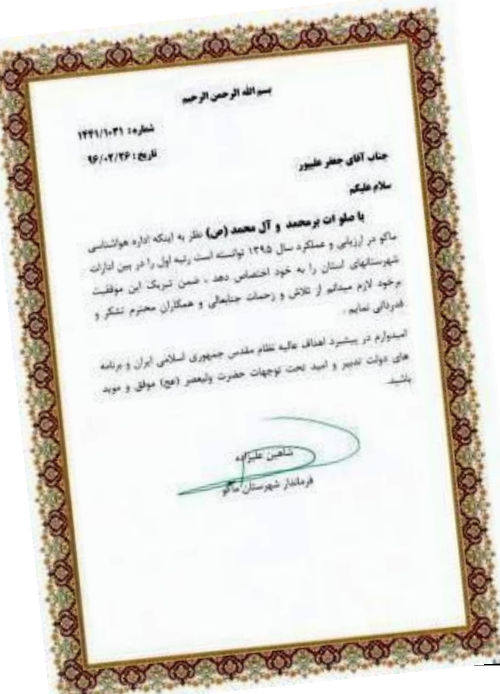 بسم الله الرحمن الرحیم
شماره: ۱۴۴۱/۱۰۳۱
تاریخ: ۹۶/۰۲/۲۶
جناب آقای جعفر علیپور
سلام علیکم
با صلوات برمحمد و آل محمد (ص) نظر به اینکه اداره هواشناسی
ماکو در ارزیابی و عملکرد سال ۱۳۹۵ توانسته است رتبه اول را در بین ادارات
شهرستانهای استان را به خود اختصاص دهد ، ضمن تبریک این موفقیت
برخود لازم میدانم از تلاش و زحمات جنابعالی و همکاران محترم تشکر و
قدردانی نمایم .
امیدوارم در پیشبرد اهداف عالیه نظام مقدس جمهوری اسلامی ایران و برنامه
های دولت تدبیر و امید تحت توجهات حضرت ولیعصر (عج) موفق و موید
باشید.
شاهین علیزاده
فرماندار شهرستان ماکو